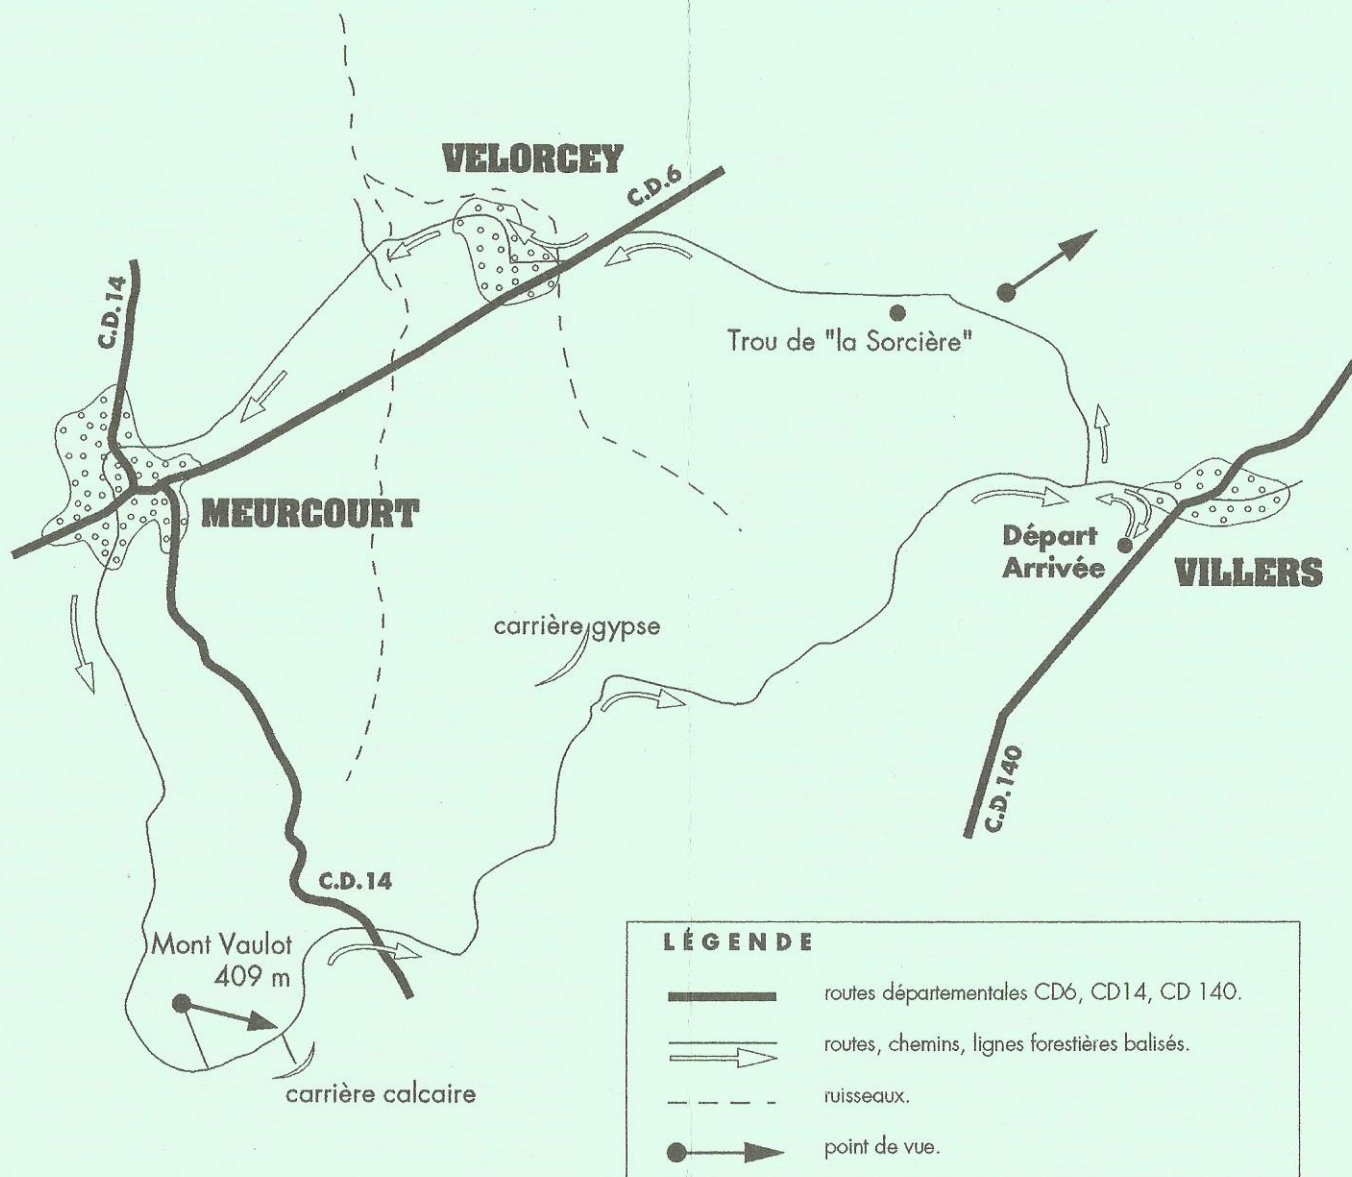 VELORCEY
C.D.6
C.D.14
Trou de "la Sorcière"
MEURCOURT
Départ
Arrivée
VILLERS
carrière gypse
C.D.140
C.D.14
Mont Vaulot
409 m
carrière calcaire
LÉGENDE
routes départementales CD6, CD14, CD 140.
routes, chemins, lignes forestières balisés.
ruisseaux.
point de vue.